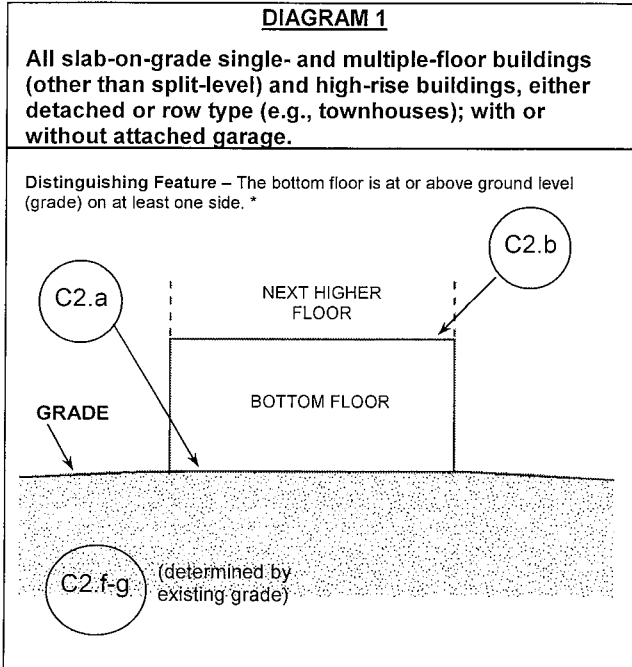 DIAGRAM 1
All slab-on-grade single- and multiple-floor buildings
(other than split-level) and high-rise buildings, either
detached or row type (e.g., townhouses); with or
without attached garage.
Distinguishing Feature – The bottom floor is at or above ground level
(grade) on at least one side. *
C2.b
C2.a
NEXT HIGHER
FLOOR
BOTTOM FLOOR
GRADE
C2.f-g
(determined by
existing grade)